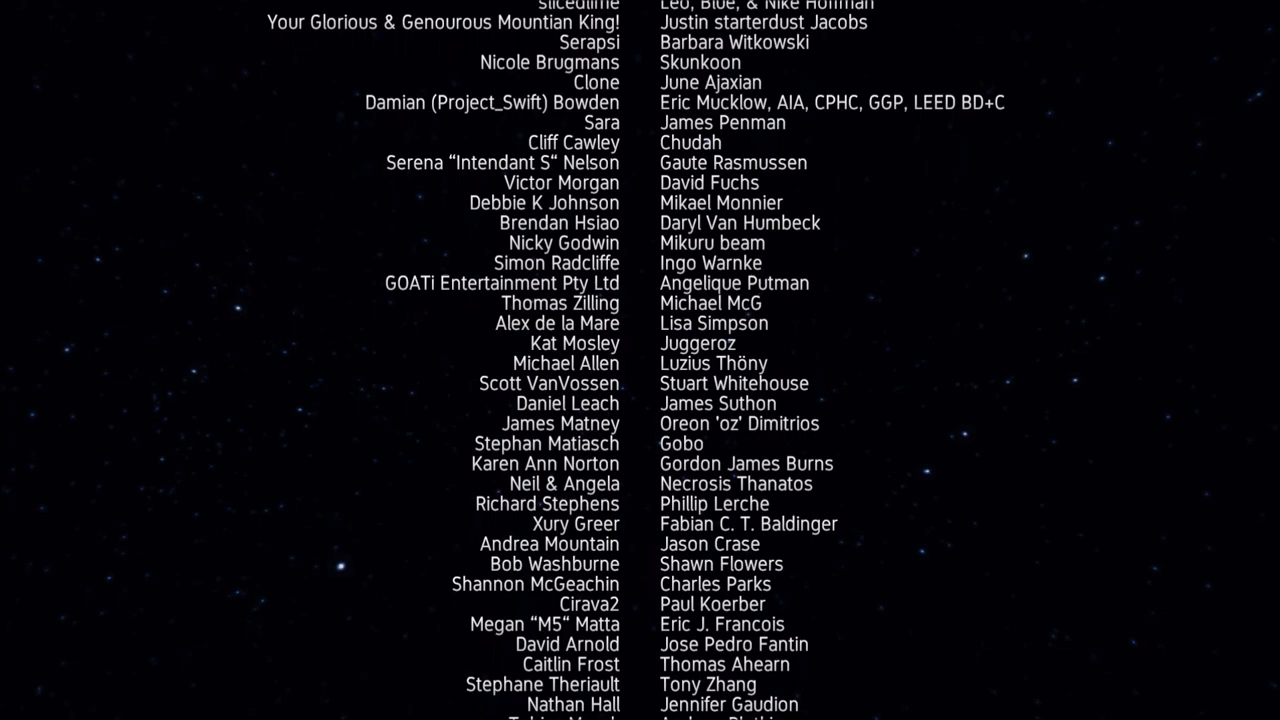 slicedlime Leo, Blue, & Nike Hoffman
Your Glorious & Genourous Mountian King! Justin starterdust Jacobs
Serapsi Barbara Witkowski
Nicole Brugmans Skunkoon
Clone June Ajaxian
Damian (Project_Swift) Bowden Eric Mucklow, AIA, CPHC, GGP, LEED BD+C
Sara James Penman
Cliff Cawley Chudah
Serena “Intendant S“ Nelson Gaute Rasmussen
Victor Morgan David Fuchs
Debbie K Johnson Mikael Monnier
Brendan Hsiao Daryl Van Humbeck
Nicky Godwin Mikuru beam
Simon Radcliffe Ingo Warnke
GOATi Entertainment Pty Ltd Angelique Putman
Thomas Zilling Michael McG
Alex de la Mare Lisa Simpson
Kat Mosley Juggeroz
Michael Allen Luzius Thöny
Scott VanVossen Stuart Whitehouse
Daniel Leach James Suthon
James Matney Oreon 'oz' Dimitrios
Stephan Matiasch Gobo
Karen Ann Norton Gordon James Burns
Neil & Angela Necrosis Thanatos
Richard Stephens Phillip Lerche
Xury Greer Fabian C. T. Baldinger
Andrea Mountain Jason Crase
Bob Washburne Shawn Flowers
Shannon McGeachin Charles Parks
Cirava2 Paul Koerber
Megan “M5“ Matta Eric J. Francois
David Arnold Jose Pedro Fantin
Caitlin Frost Thomas Ahearn
Stephane Theriault Tony Zhang
Nathan Hall Jennifer Gaudion